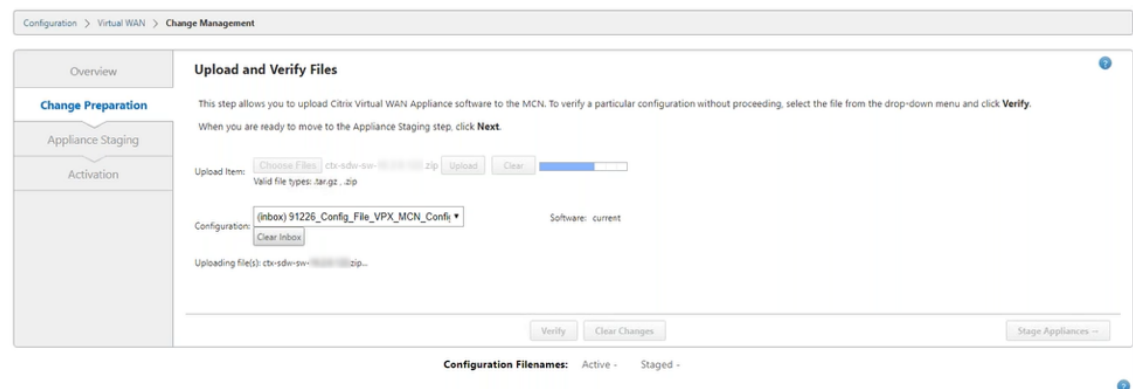 Configuration > Virtual WAN > Change Management
Overview
Change Preparation
Appliance Staging
Activation
Upload and Verify Files
This step allows you to upload Citrix Virtual WAN Appliance software to the MCN. To verify a particular configuration without proceeding, select the file from the drop-down menu and click Verify.
When you are ready to move to the Appliance Staging step, click Next.
Upload Item: Choose Files ctx-sdw-sw- .zip Upload Clear
Valid file types: .tar.gz , .zip
Configuration: (inbox) 91226_Config_File_VPX_MCN_Config Software: current
Clear Inbox
Uploading file(s): ctx-sdw-sw- zip...
Verify Clear Changes Stage Appliances --
Configuration Filenames: Active - Staged -